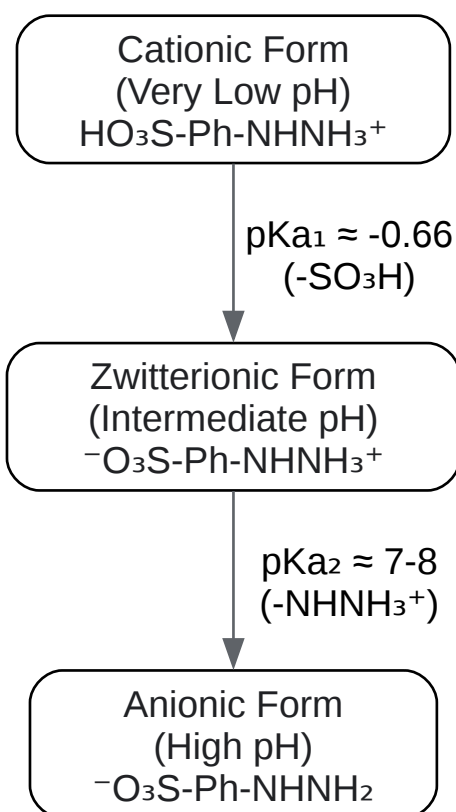 Cationic Form
(Very Low pH)
HO₃S-Ph-NHNH₃⁺
pKa₁ ≈ -0.66
(-SO₃H)
Zwitterionic Form
(Intermediate pH)
⁻O₃S-Ph-NHNH₃⁺
pKa₂ ≈ 7-8
(-NHNH₃⁺)
Anionic Form
(High pH)
⁻O₃S-Ph-NHNH₂